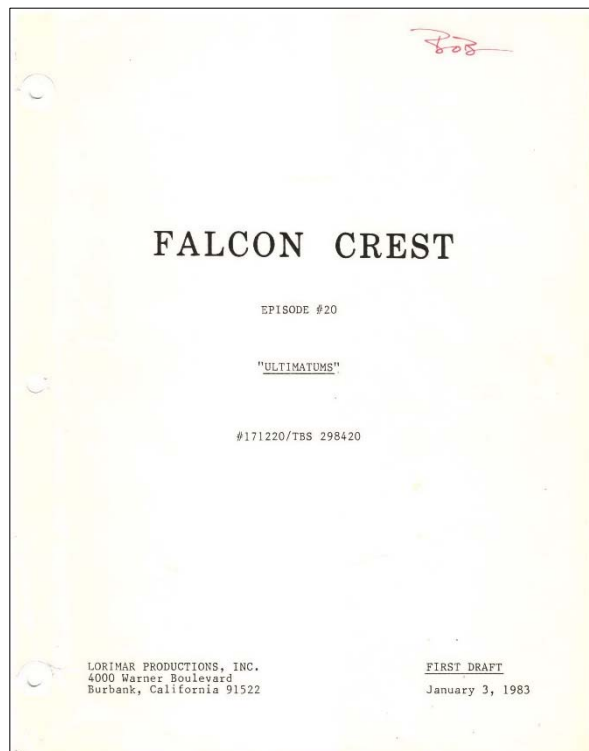 BOB
FALCON CREST
EPISODE #20
"ULTIMATUMS"
#171220/TBS 298420
LORIMAR PRODUCTIONS, INC.
4000 Warner Boulevard
Burbank, California 91522
FIRST DRAFT
January 3, 1983